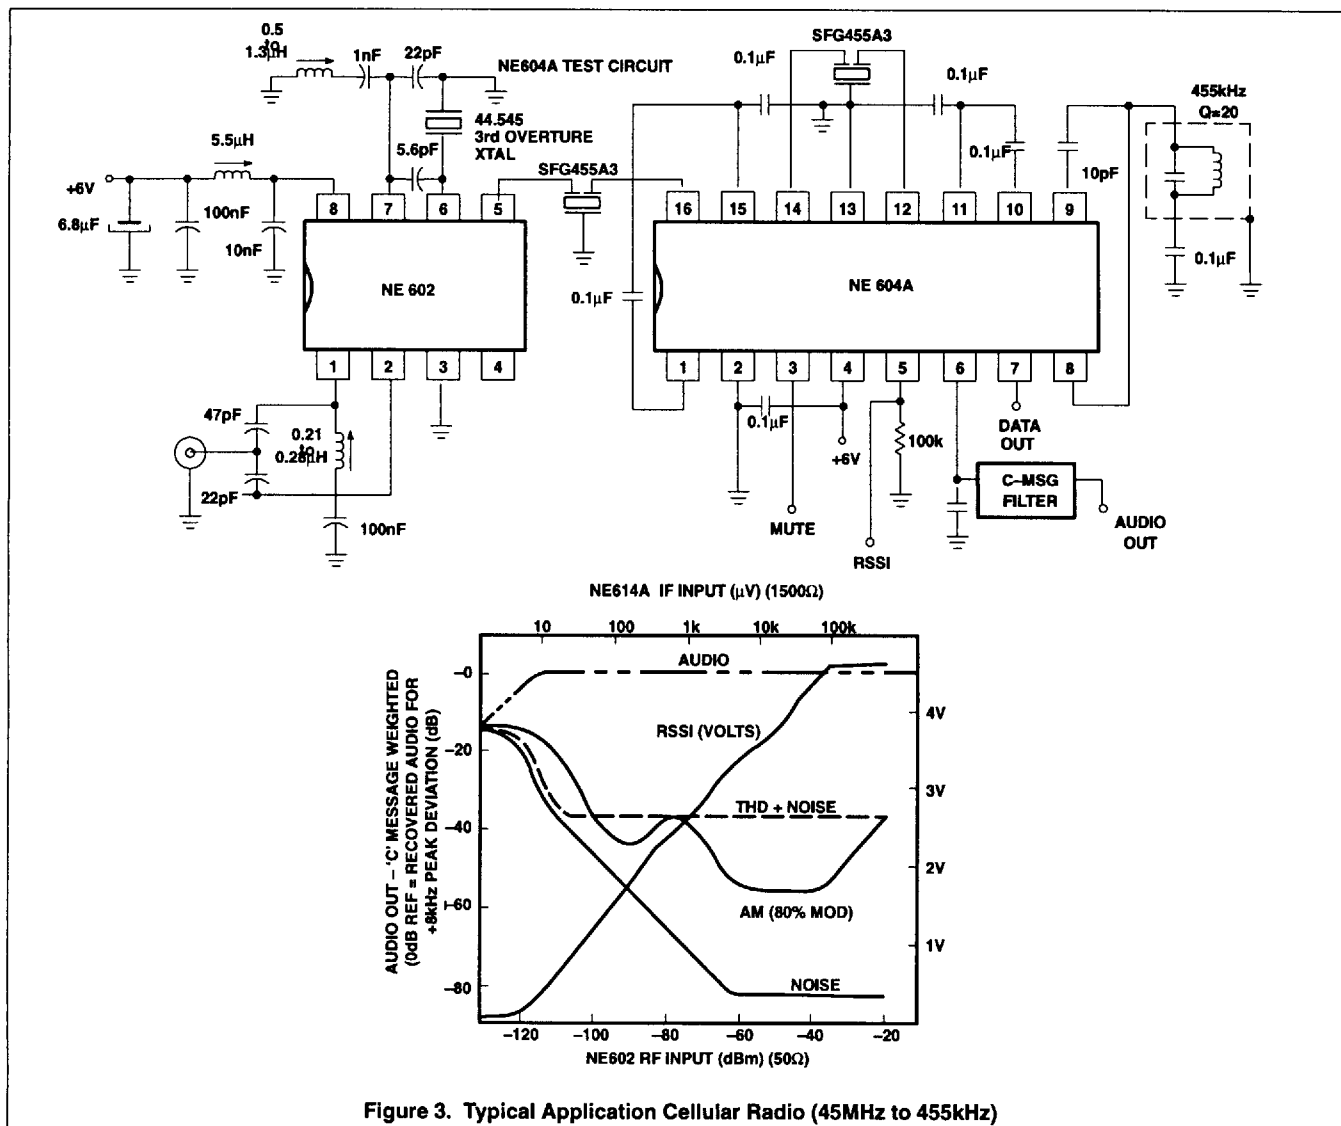 0.5
to
1.3μH
1nF
22pF
NE604A TEST CIRCUIT
44.545
3rd OVERTURE
XTAL
5.6pF
5.5μH
+6V
6.8μF
100nF
10nF
8
7
6
5
NE 602
1
2
3
4
47pF
0.21
to
0.28μH
22pF
100nF
SFG455A3
SFG455A3
0.1μF
0.1μF
0.1μF
10pF
455kHz
Q=20
0.1μF
16
15
14
13
12
11
10
9
NE 604A
0.1μF
1
2
3
4
5
6
7
8
0.1μF
+6V
100k
MUTE
RSSI
DATA
OUT
C–MSG
FILTER
AUDIO
OUT
NE614A IF INPUT (μV) (1500Ω)
10
100
1k
10k
100k
AUDIO OUT – 'C' MESSAGE WEIGHTED
(0dB REF = RECOVERED AUDIO FOR
+8kHz PEAK DEVIATION (dB)
–0
–20
–40
–60
–80
AUDIO
RSSI (VOLTS)
THD + NOISE
AM (80% MOD)
NOISE
4V
3V
2V
1V
–120
–100
–80
–60
–40
–20
NE602 RF INPUT (dBm) (50Ω)
Figure 3. Typical Application Cellular Radio (45MHz to 455kHz)